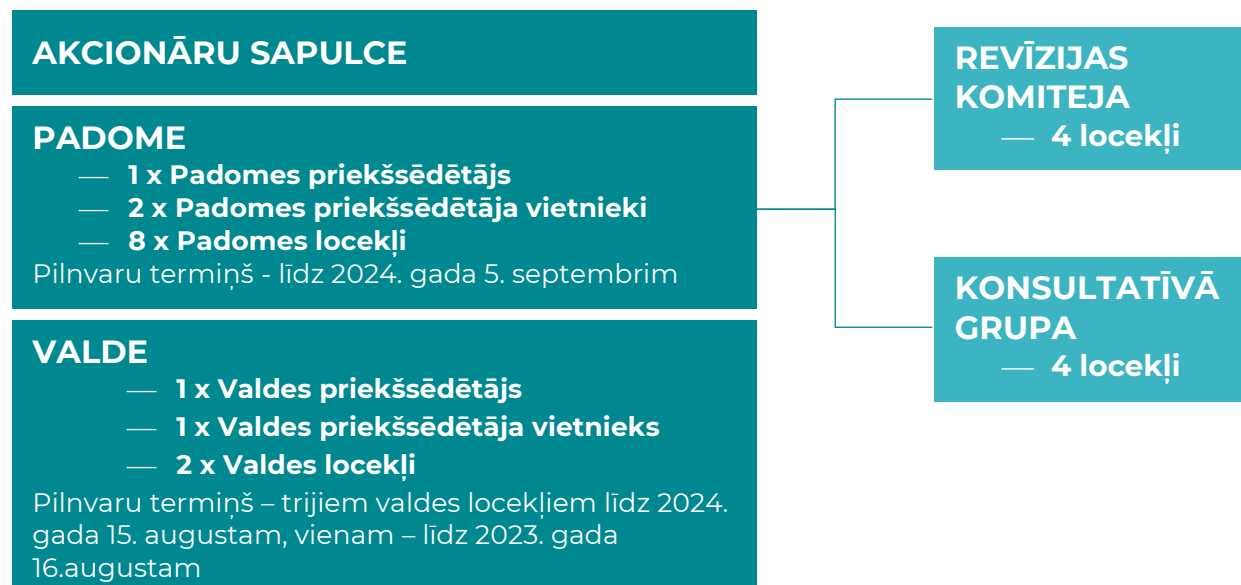 AKCIONĀRU SAPULCE
PADOME
— 1 x Padomes priekšsēdētājs
— 2 x Padomes priekšsēdētāja vietnieki
— 8 x Padomes locekļi
Pilnvaru termiņš - līdz 2024. gada 5. septembrim
VALDE
— 1 x Valdes priekšsēdētājs
— 1 x Valdes priekšsēdētāja vietnieks
— 2 x Valdes locekļi
Pilnvaru termiņš – trijiem valdes locekļiem līdz 2024.
gada 15. augustam, vienam – līdz 2023. gada
16.augustam
REVĪZIJAS
KOMITEJA
— 4 locekļi
KONSULTATĪVĀ
GRUPA
— 4 locekļi